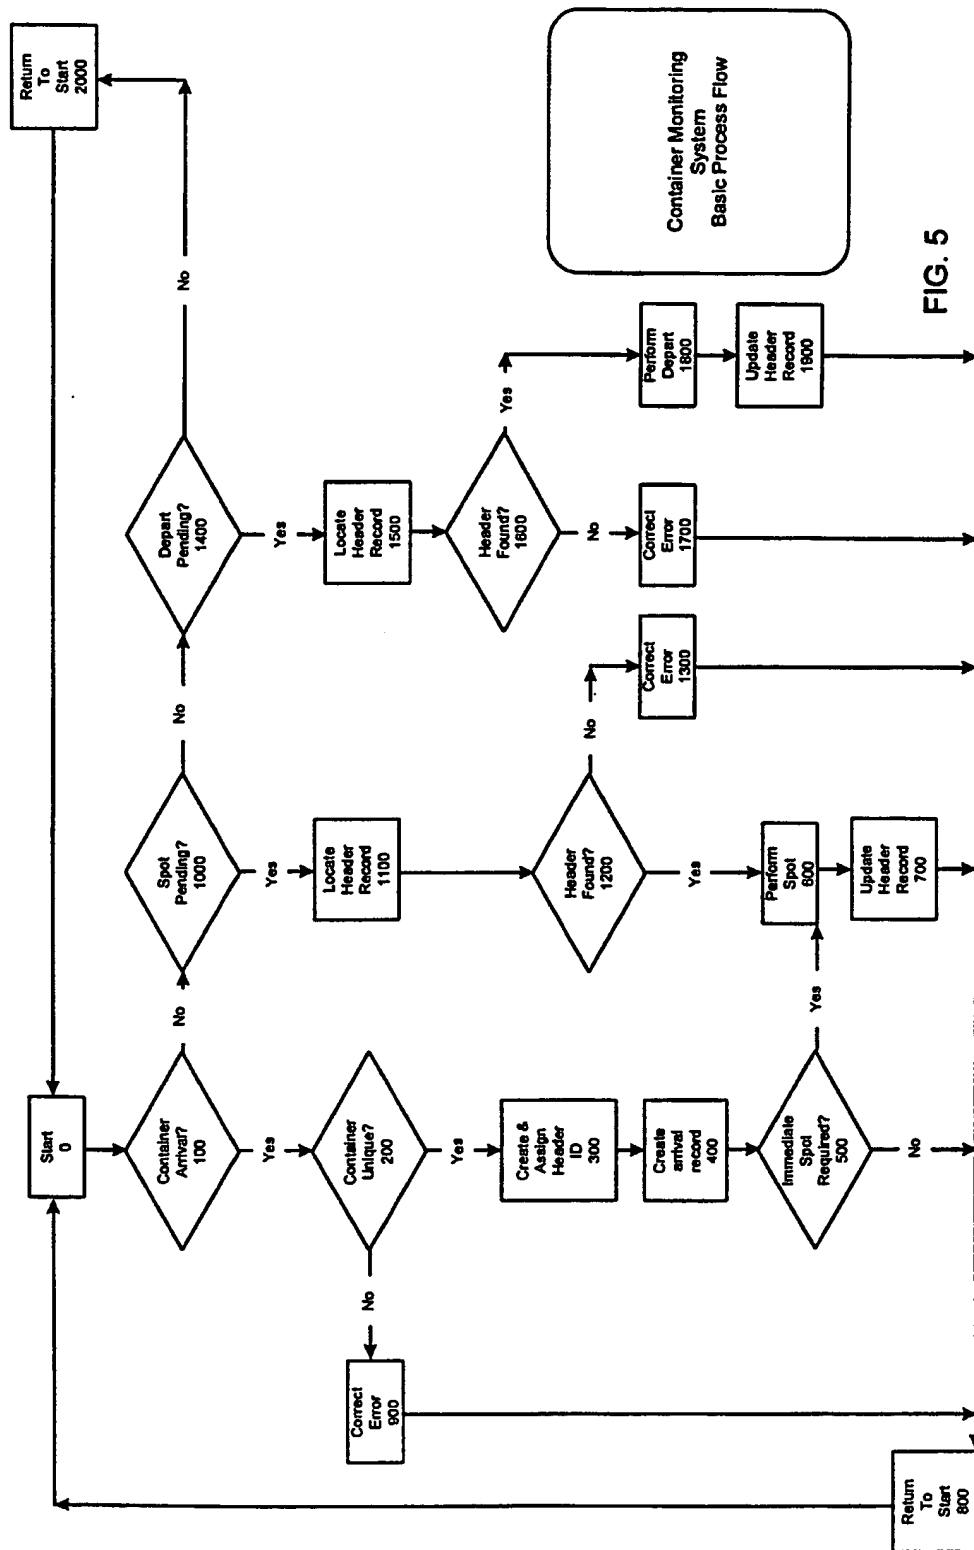 Start
0
Container
Arrival?
100
No
Spot
Pending?
1000
No
Depart
Pending?
1400
No
Return
To
Start
2000
Yes
Container
Unique?
200
No
Correct
Error
900
Yes
Create &
Assign
Header
ID
300
Create
arrival
record
400
Immediate
Spot
Required?
500
Yes
No
Yes
Locate
Header
Record
1100
Header
Found?
1200
No
Correct
Error
1300
Yes
Perform
Spot
600
Update
Header
Record
700
Yes
Locate
Header
Record
1500
Header
Found?
1600
No
Correct
Error
1700
Yes
Perform
Depart
1800
Update
Header
Record
1900
Return
To
Start
800
Container Monitoring
System
Basic Process Flow
FIG. 5